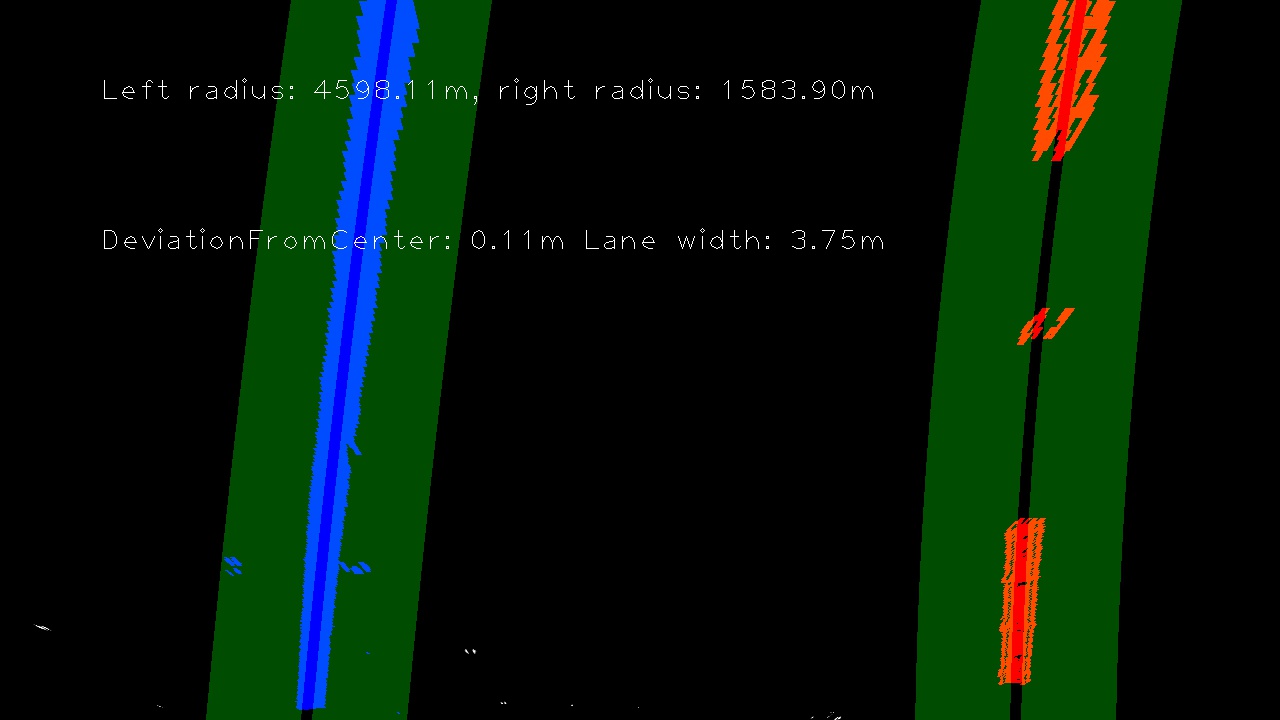 Left radius: 4598.11m, right radius: 1583.90m
DeviationFromCenter: 0.11m Lane width: 3.75m